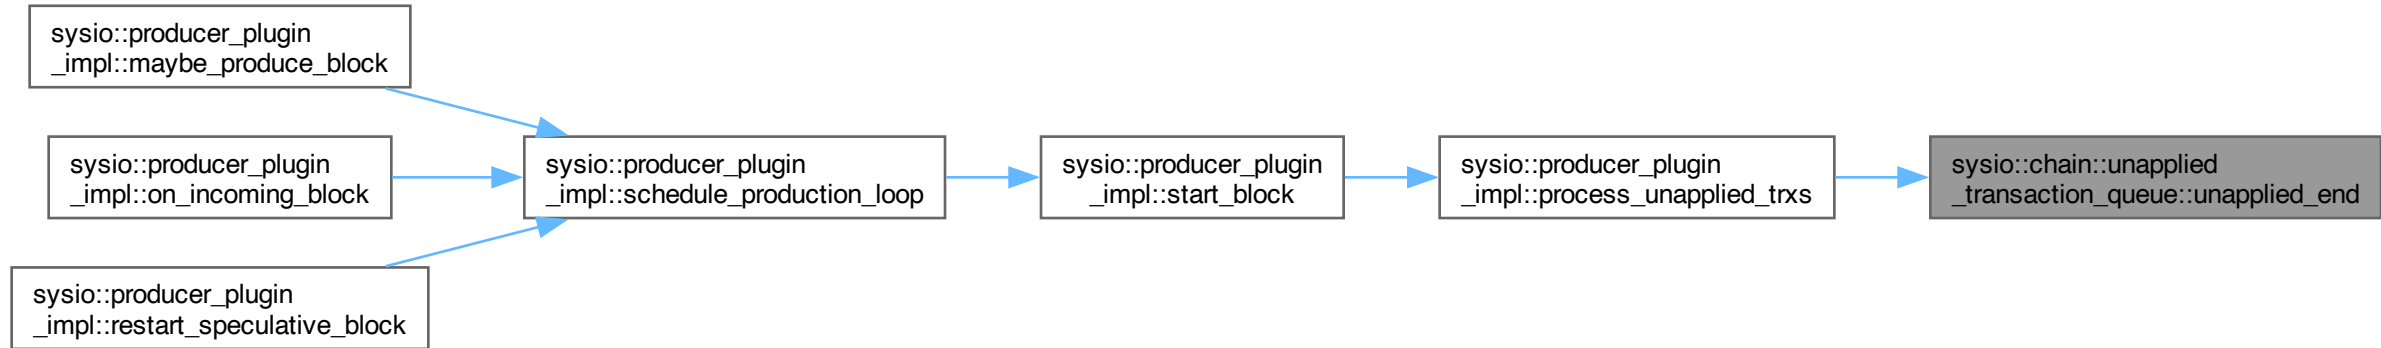 sysio::producer_plugin
_impl::maybe_produce_block
sysio::producer_plugin
_impl::on_incoming_block
sysio::producer_plugin
_impl::restart_speculative_block
sysio::producer_plugin
_impl::schedule_production_loop
sysio::producer_plugin
_impl::start_block
sysio::producer_plugin
_impl::process_unapplied_trxs
sysio::chain::unapplied
_transaction_queue::unapplied_end